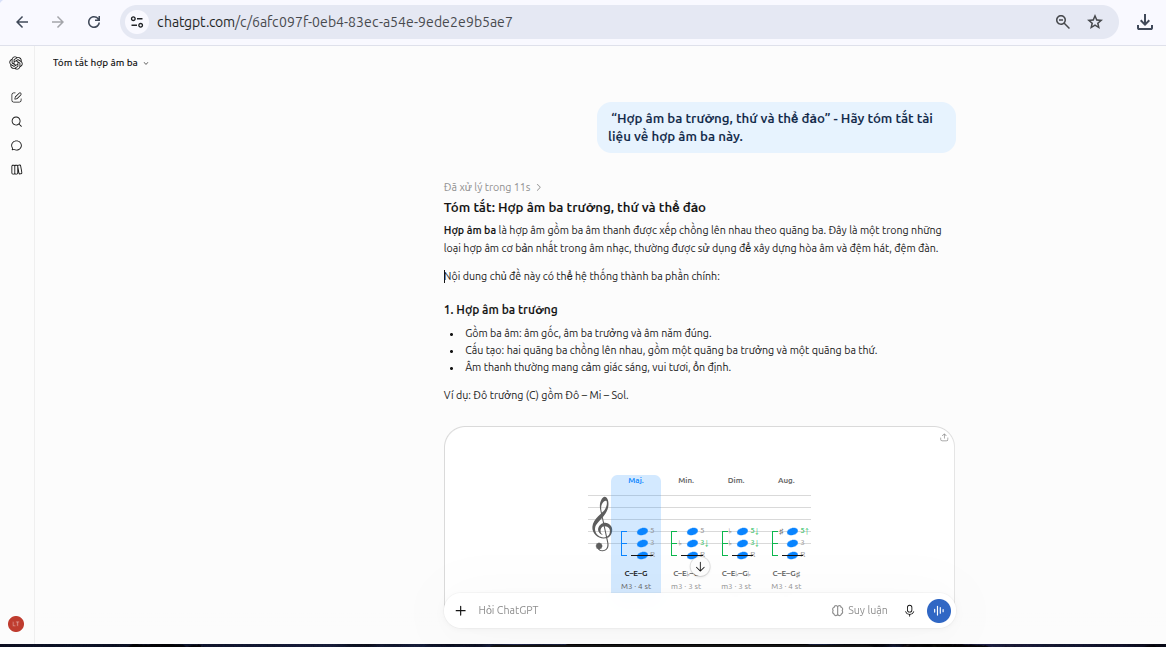 chatgpt.com/c/6afc097f-0eb4-83ec-a54e-9ede2e9b5ae7
Tóm tắt hợp âm ba
“Hợp âm ba trưởng, thứ và thể đảo” - Hãy tóm tắt tài
liệu về hợp âm ba này.
Đã xử lý trong 11s
Tóm tắt: Hợp âm ba trưởng, thứ và thể đảo
Hợp âm ba là hợp âm gồm ba âm thanh được xếp chồng lên nhau theo quãng ba. Đây là một trong những
loại hợp âm cơ bản nhất trong âm nhạc, thường được sử dụng để xây dựng hòa âm và đệm hát, đệm đàn.
Nội dung chủ đề này có thể hệ thống thành ba phần chính:
1. Hợp âm ba trưởng
• Gồm ba âm: âm gốc, âm ba trưởng và âm năm đúng.
• Cấu tạo: hai quãng ba chồng lên nhau, gồm một quãng ba trưởng và một quãng ba thứ.
• Âm thanh thường mang cảm giác sáng, vui tươi, ổn định.
Ví dụ: Đô trưởng (C) gồm Đô – Mi – Sol.
Maj. Min. Dim. Aug.
5 5 ♭ 5↓ ♯ 5↑
3 ♭ 3↓ ♭ 3↓ 3
R R R R
C–E–G C–E♭– C–E♭–G♭ C–E–G♯
M3 · 4 st m3 · 3 st m3 · 3 st M3 · 4 st
Hỏi ChatGPT Suy luận
LT